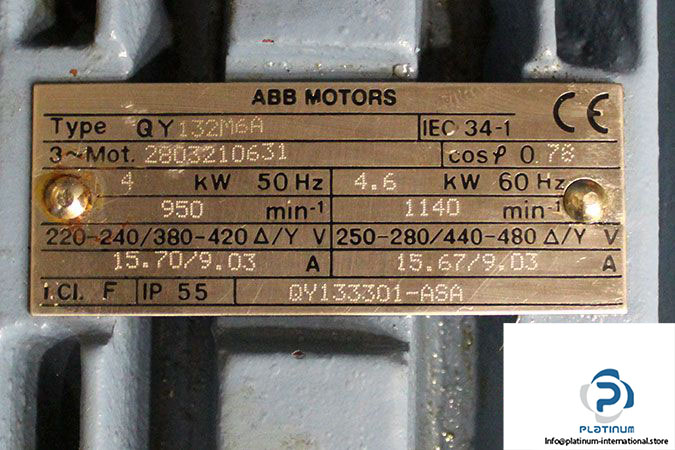 ABB MOTORS
CE
Type QY132M6A IEC 34-1
3~Mot. 2803210631 cosφ 0.78
4 kW 50 Hz 4.6 kW 60 Hz
950 min-1 1140 min-1
220-240/380-420 Δ/Y V 250-280/440-480 Δ/Y V
15.70/9.03 A 15.67/9.03 A
I.Cl. F IP 55 QY133301-ASA
PLATINUM
Info@platinum-international.store